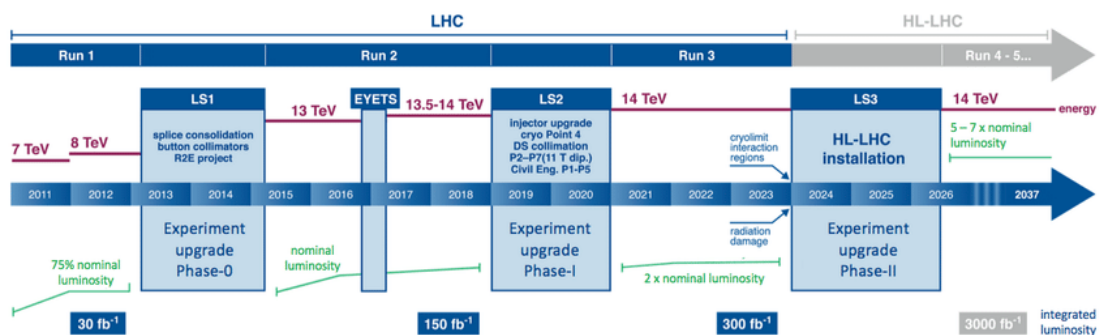 LHC
HL-LHC
Run 1
Run 2
Run 3
Run 4 - 5...
LS1
EYETS
LS2
LS3
7 TeV
8 TeV
13 TeV
13.5-14 TeV
14 TeV
14 TeV
energy
splice consolidation
button collimators
R2E project
injector upgrade
cryo Point 4
DS collimation
P2–P7(11 T dip.)
Civil Eng. P1-P5
cryolimit
interaction
regions
HL-LHC
installation
5 – 7 x nominal
luminosity
2011
2012
2013
2014
2015
2016
2017
2018
2019
2020
2021
2022
2023
2024
2025
2026
2037
75% nominal
luminosity
Experiment
upgrade
Phase-0
nominal
luminosity
Experiment
upgrade
Phase-I
2 x nominal luminosity
radiation
damage
Experiment
upgrade
Phase-II
30 fb⁻¹
150 fb⁻¹
300 fb⁻¹
3000 fb⁻¹
integrated
luminosity